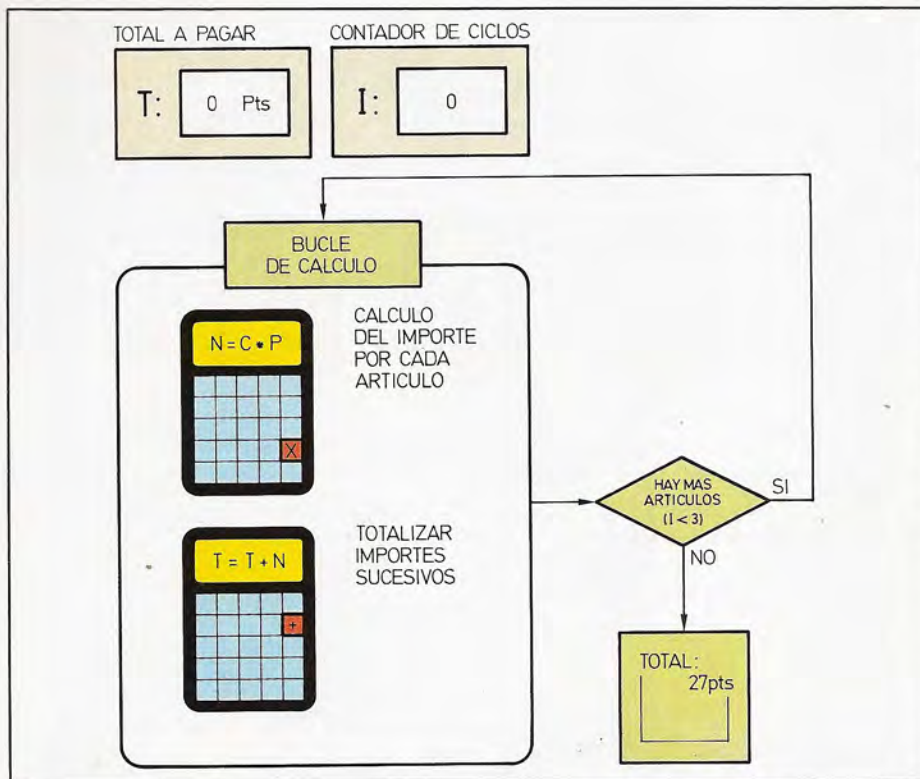 TOTAL A PAGAR
T: 0 Pts
CONTADOR DE CICLOS
I: 0
BUCLE
DE CALCULO
N=C*P
X
CALCULO
DEL IMPORTE
POR CADA
ARTICULO
T=T+N
+
TOTALIZAR
IMPORTES
SUCESIVOS
HAY MAS
ARTICULOS
(I<3)
SI
NO
TOTAL:
27pts